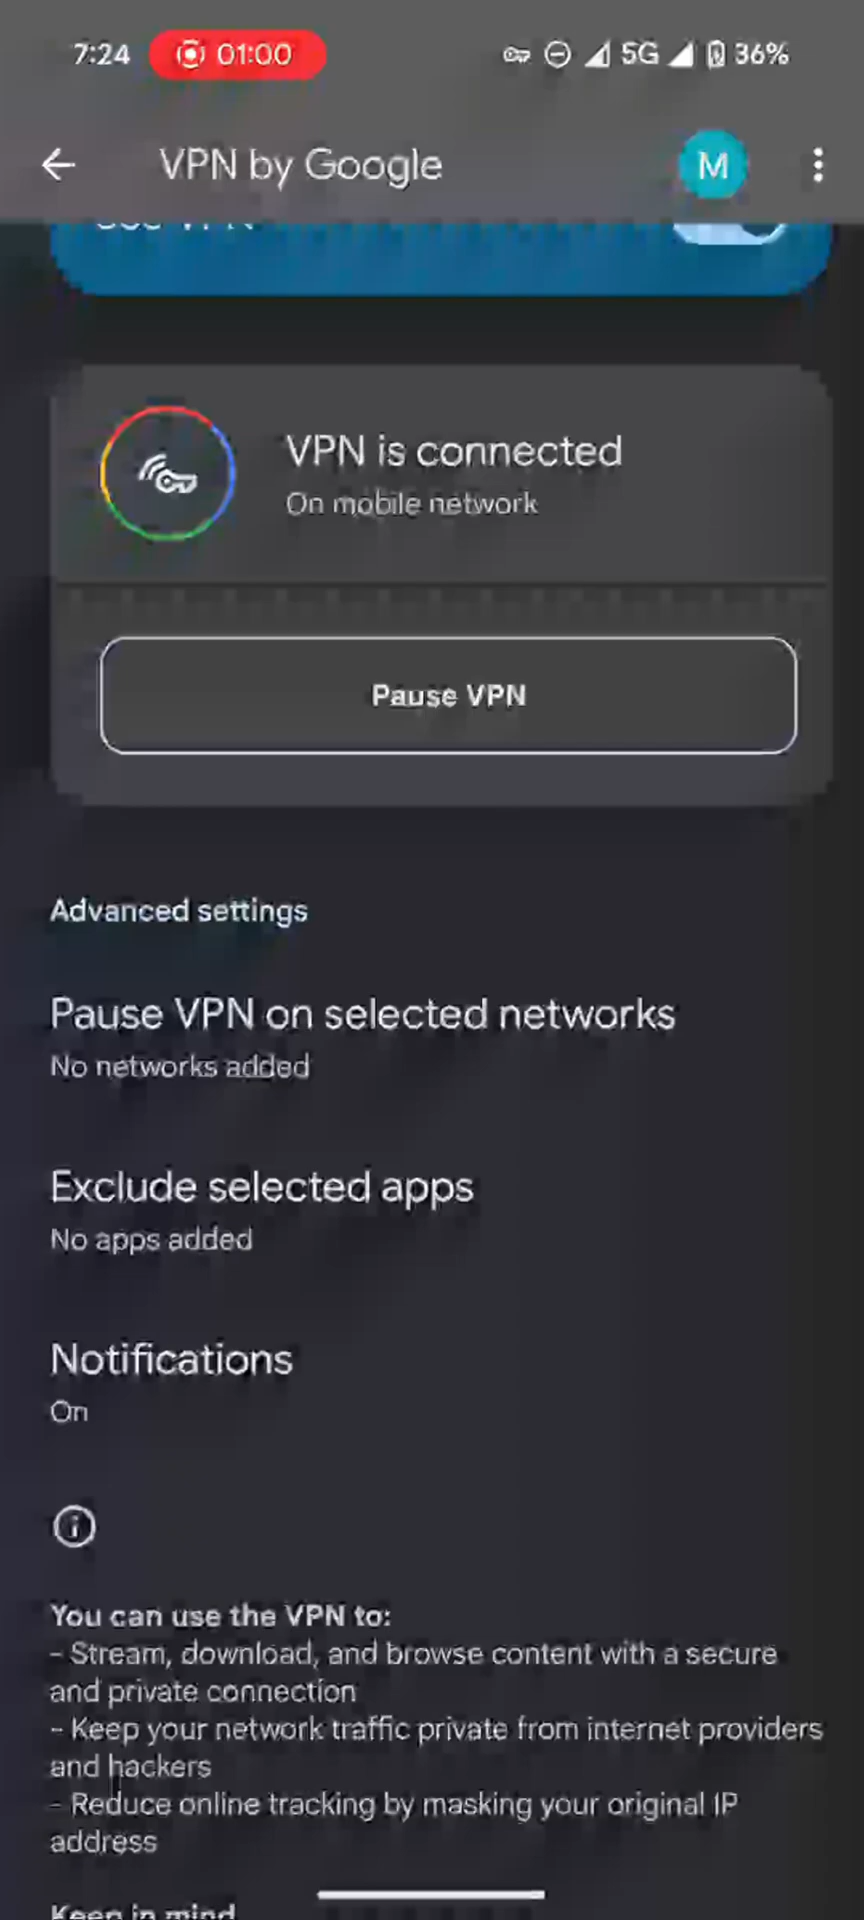 7:24 01:00 5G 36%
VPN by Google M
Use VPN
VPN is connected
On mobile network
Pause VPN
Advanced settings
Pause VPN on selected networks
No networks added
Exclude selected apps
No apps added
Notifications
On
You can use the VPN to:
- Stream, download, and browse content with a secure
and private connection
- Keep your network traffic private from internet providers
and hackers
- Reduce online tracking by masking your original IP
address
Keep in mind